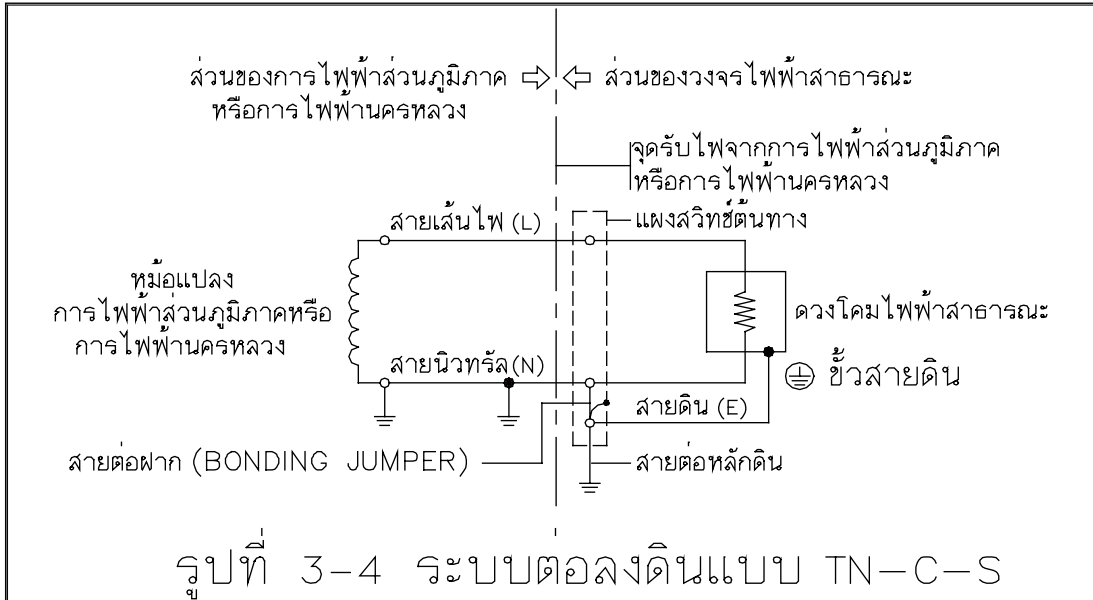 ส่วนของการไฟฟ้าส่วนภูมิภาค
หรือการไฟฟ้านครหลวง
ส่วนของวงจรไฟฟ้าสาธารณะ
จุดรับไฟจากการไฟฟ้าส่วนภูมิภาค
หรือการไฟฟ้านครหลวง
แผงสวิทช์ต้นทาง
สายเส้นไฟ (L)
หม้อแปลง
การไฟฟ้าส่วนภูมิภาคหรือ
การไฟฟ้านครหลวง
ดวงโคมไฟฟ้าสาธารณะ
สายนิวทรัล(N)
ขั้วสายดิน
สายดิน (E)
สายต่อฝาก (BONDING JUMPER)
สายต่อหลักดิน
รูปที่ 3-4 ระบบต่อลงดินแบบ TN-C-S